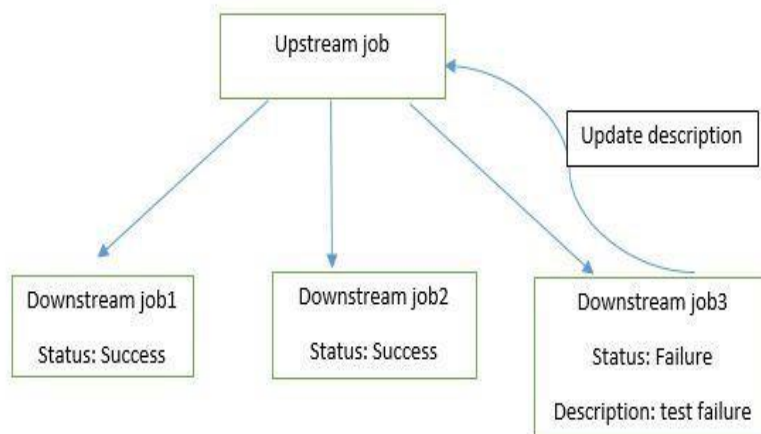 Upstream job
Update description
Downstream job1
Status: Success
Downstream job2
Status: Success
Downstream job3
Status: Failure
Description: test failure